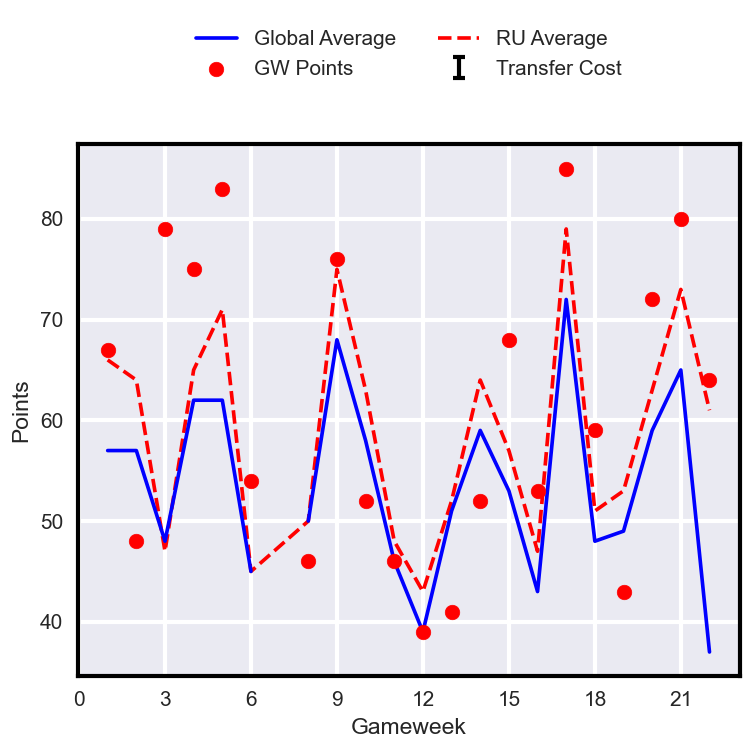 Global Average
RU Average
GW Points
Transfer Cost
Points
80
70
60
50
40
0 3 6 9 12 15 18 21
Gameweek